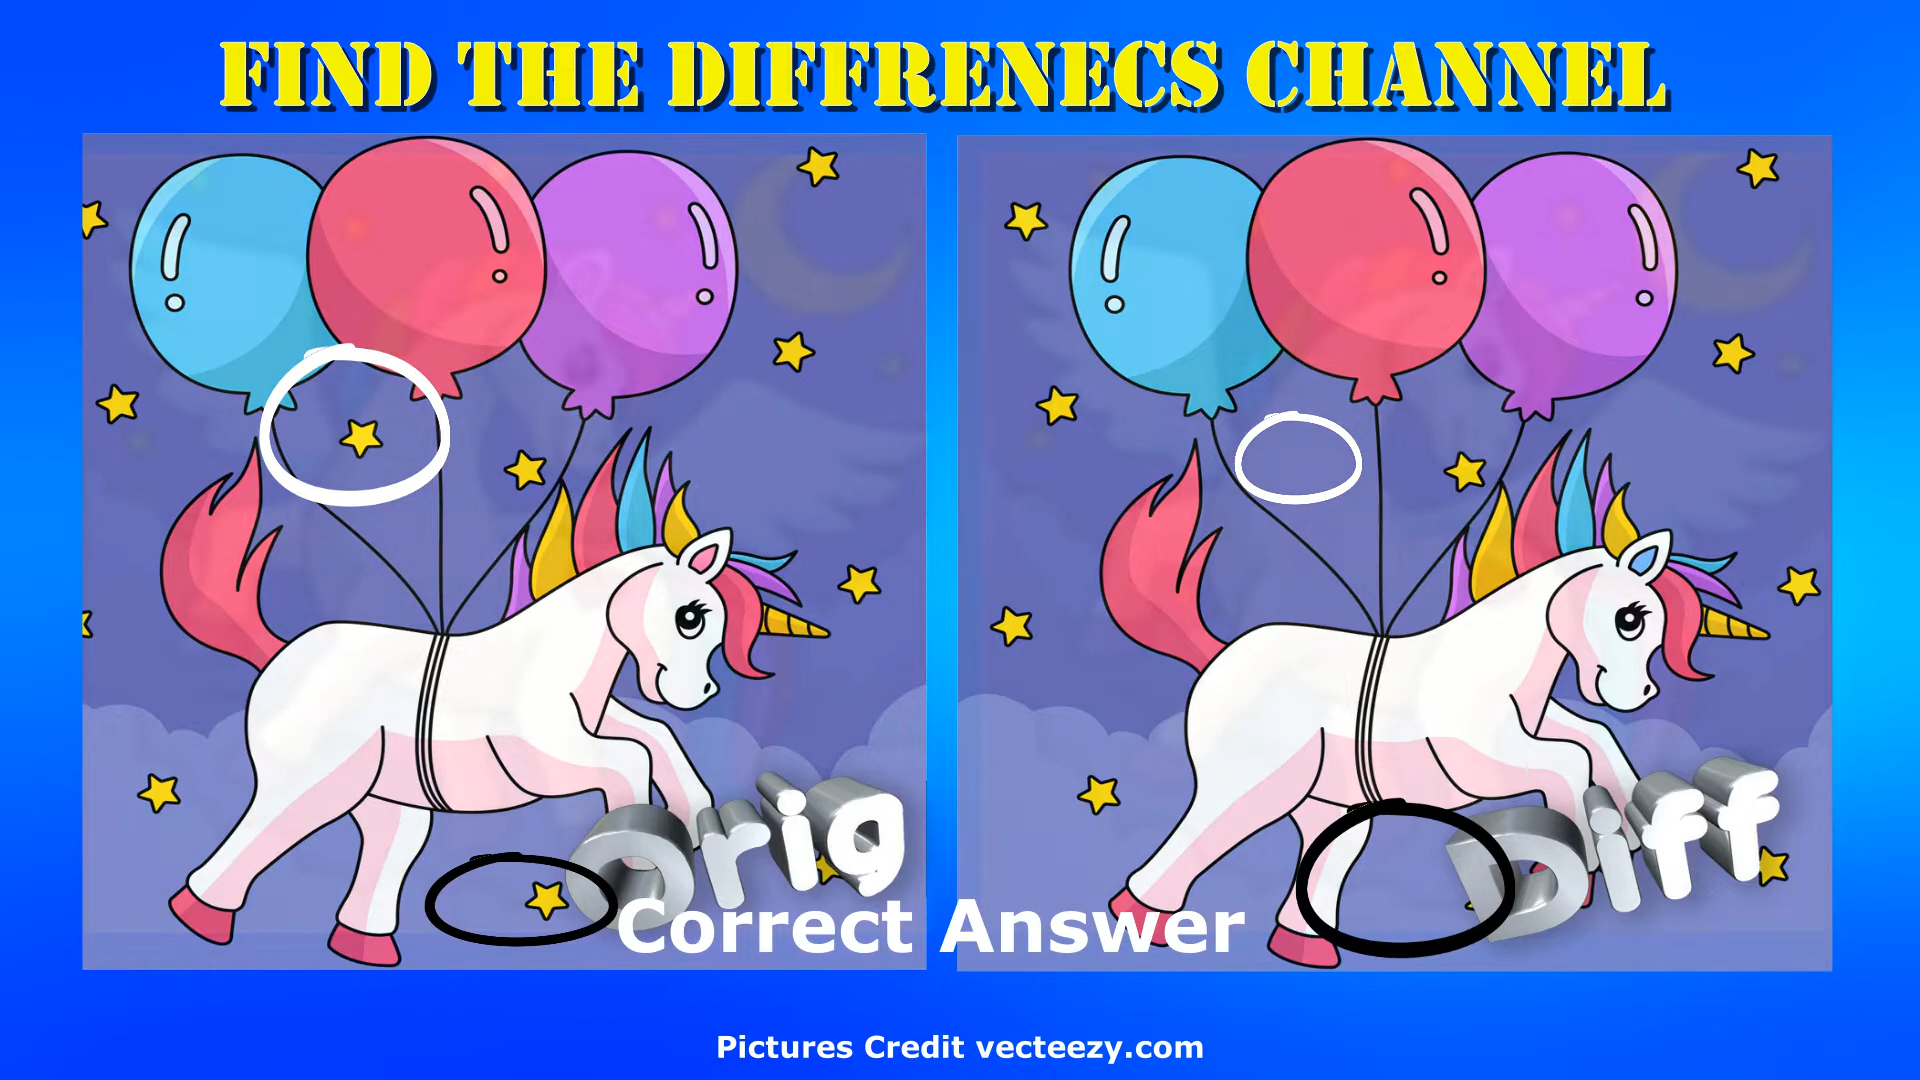 FIND THE DIFFRENECS CHANNEL
Orig
Diff
Correct Answer
Pictures Credit vecteezy.com